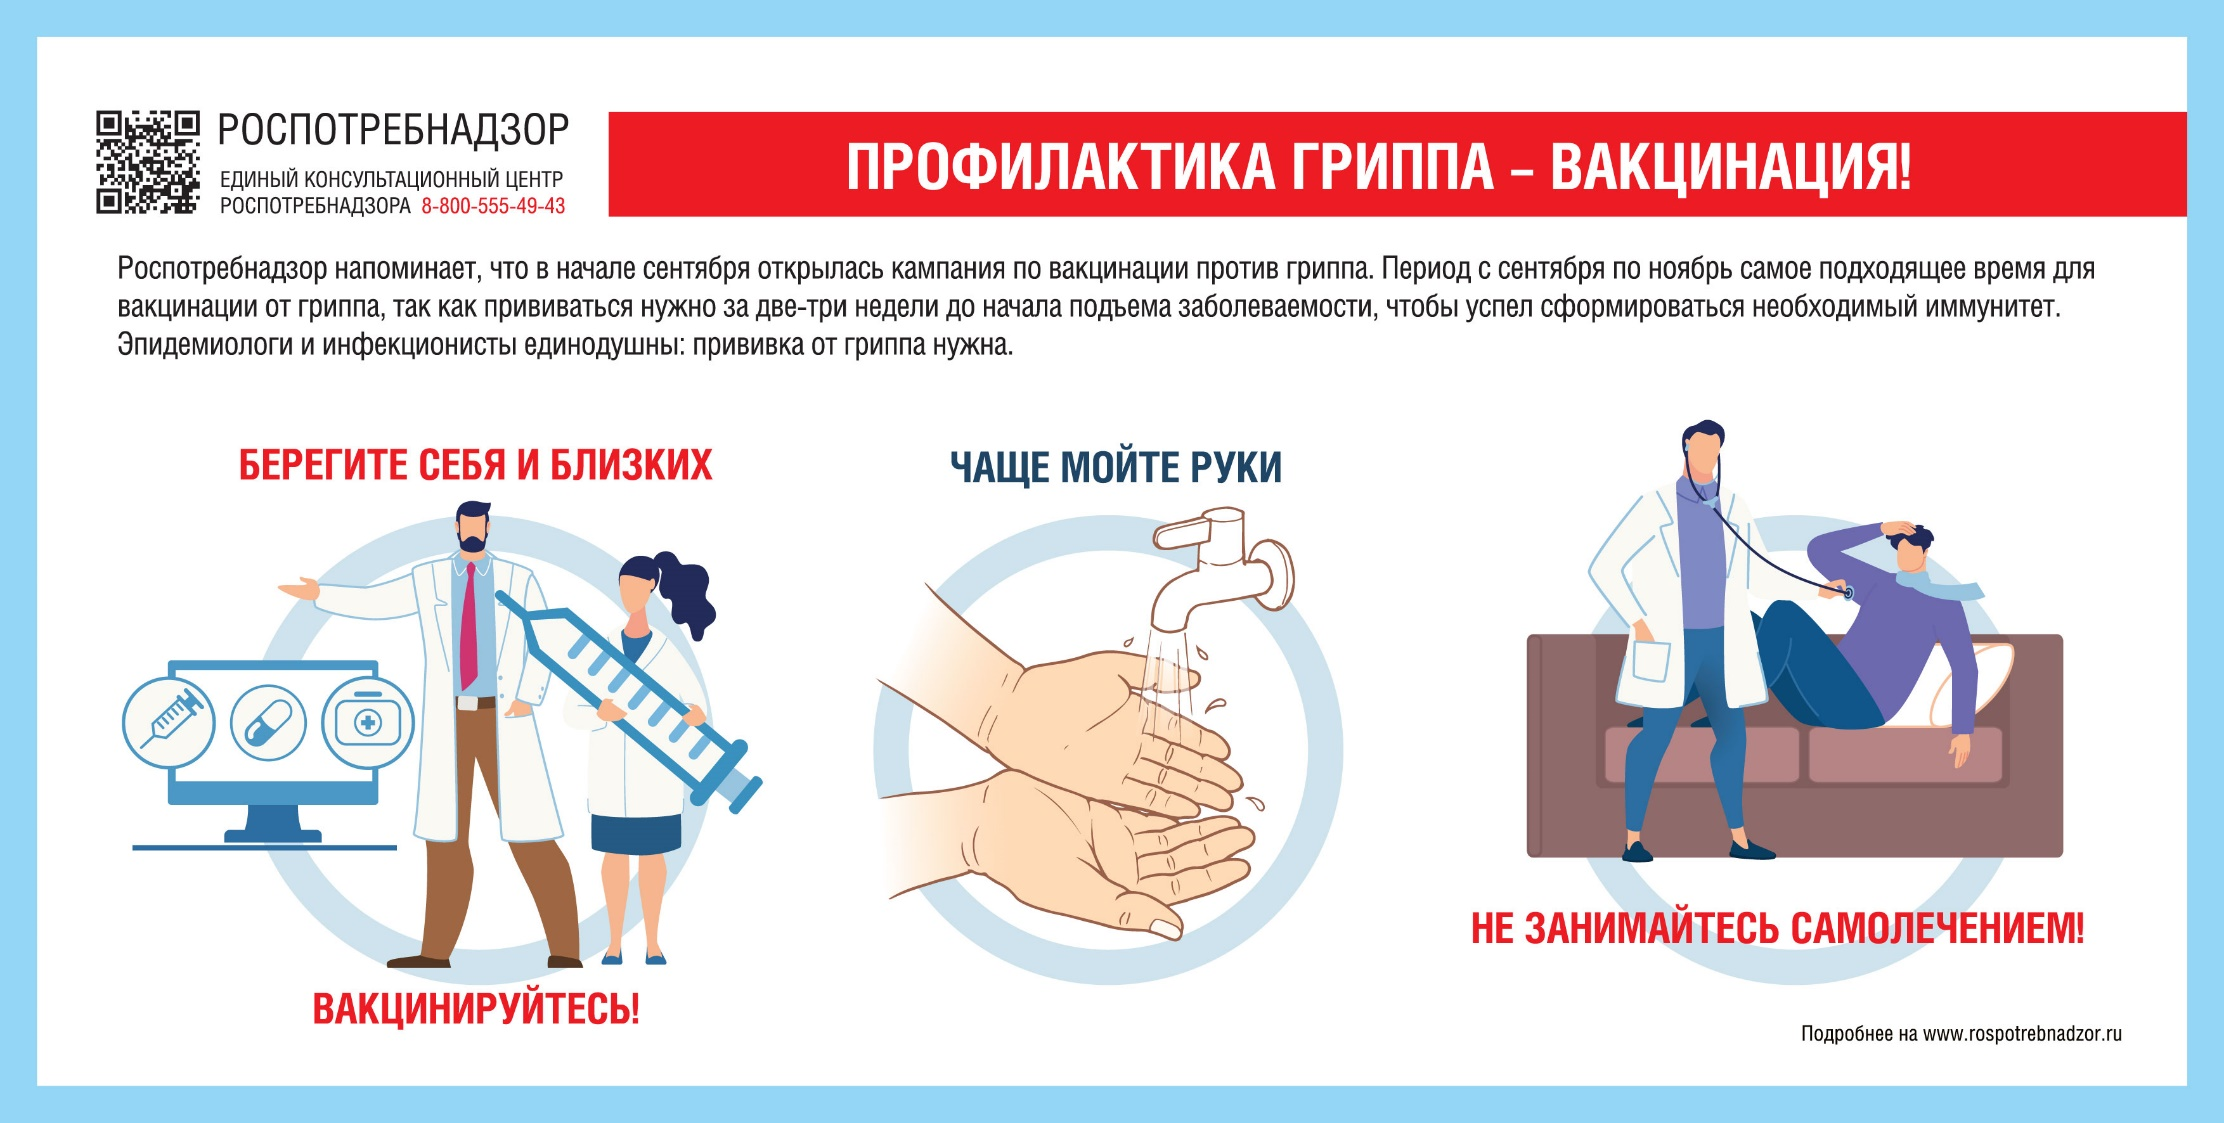 РОСПОТРЕБНАДЗОР
ЕДИНЫЙ КОНСУЛЬТАЦИОННЫЙ ЦЕНТР
РОСПОТРЕБНАДЗОРА 8-800-555-49-43
ПРОФИЛАКТИКА ГРИППА – ВАКЦИНАЦИЯ!
Роспотребнадзор напоминает, что в начале сентября открылась кампания по вакцинации против гриппа. Период с сентября по ноябрь самое подходящее время для
вакцинации от гриппа, так как прививаться нужно за две-три недели до начала подъема заболеваемости, чтобы успел сформироваться необходимый иммунитет.
Эпидемиологи и инфекционисты единодушны: прививка от гриппа нужна.
БЕРЕГИТЕ СЕБЯ И БЛИЗКИХ
ВАКЦИНИРУЙТЕСЬ!
ЧАЩЕ МОЙТЕ РУКИ
НЕ ЗАНИМАЙТЕСЬ САМОЛЕЧЕНИЕМ!
Подробнее на www.rospotrebnadzor.ru